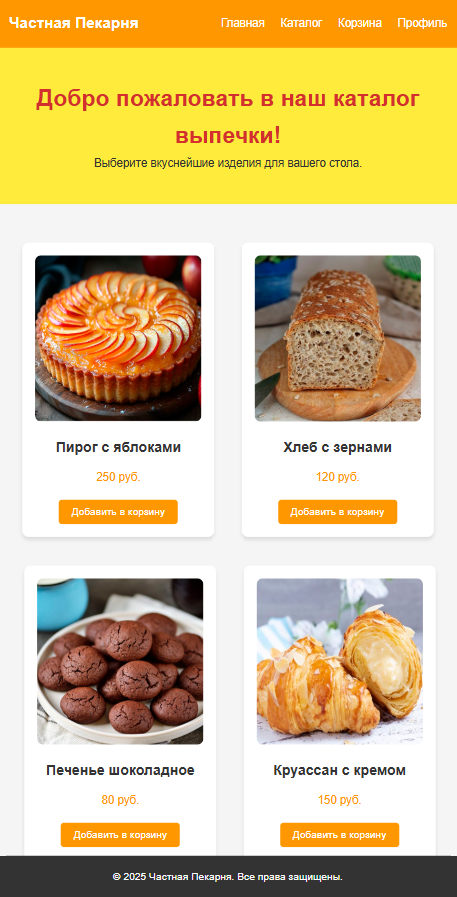 Частная Пекарня
Главная Каталог Корзина Профиль
Добро пожаловать в наш каталог
выпечки!
Выберите вкуснейшие изделия для вашего стола.
Пирог с яблоками
250 руб.
Добавить в корзину
Хлеб с зернами
120 руб.
Добавить в корзину
Печенье шоколадное
80 руб.
Добавить в корзину
Круассан с кремом
150 руб.
Добавить в корзину
© 2025 Частная Пекарня. Все права защищены.